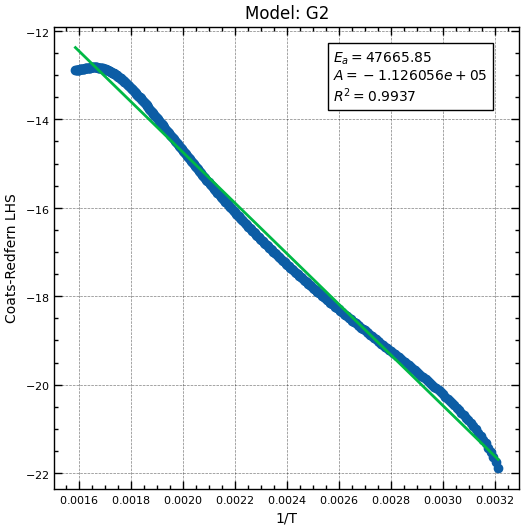 Model: G2
E_a = 47665.85
A = −1.126056e + 05
R² = 0.9937
Coats-Redfern LHS
−12
−14
−16
−18
−20
−22
0.0016 0.0018 0.0020 0.0022 0.0024 0.0026 0.0028 0.0030 0.0032
1/T